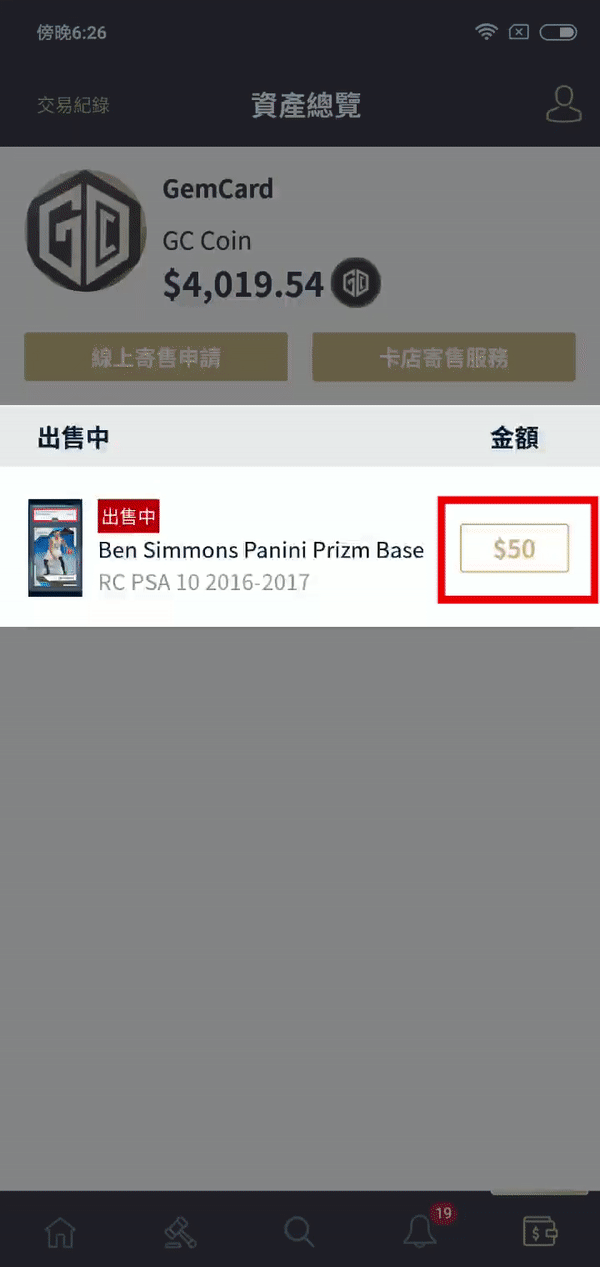 傍晚6:26
交易紀錄
資產總覽
GemCard
GC Coin
$4,019.54
線上寄售申請
卡店寄售服務
出售中
金額
出售中
Ben Simmons Panini Prizm Base
$50
RC PSA 10 2016-2017
19